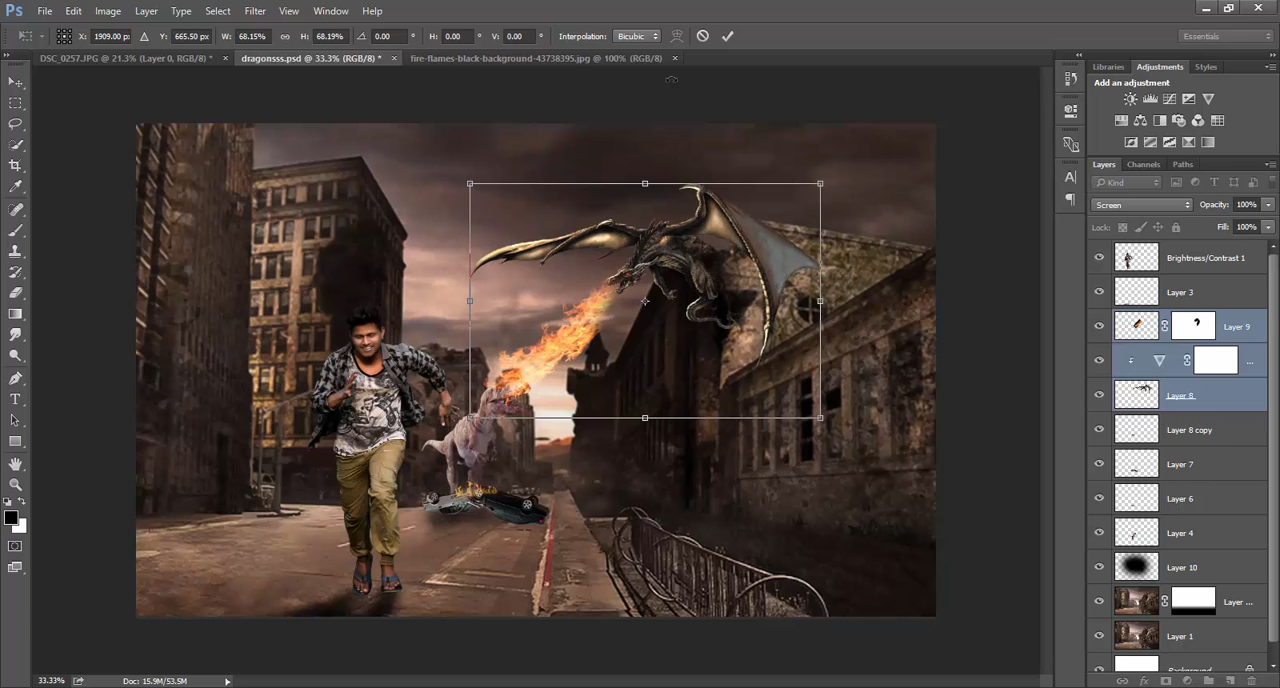 Ps File Edit Image Layer Type Select Filter View Window Help
X: 1909.00 px Y: 665.50 px W: 68.15% H: 68.19% 0.00 ° H: 0.00 ° V: 0.00 ° Interpolation: Bicubic Essentials
DSC_0257.JPG @ 21.3% (Layer 0, RGB/8) * × dragonsss.psd @ 33.3% (RGB/8) * × fire-flames-black-background-43738395.jpg @ 100% (RGB/8) ×
Libraries Adjustments Styles
Add an adjustment
Layers Channels Paths
Kind
Screen Opacity: 100%
Lock: Fill: 100%
Brightness/Contrast 1
Layer 3
Layer 9
...
Layer 8
Layer 8 copy
Layer 7
Layer 6
Layer 4
Layer 10
Layer ...
Layer 1
Background
33.33% Doc: 15.9M/53.5M